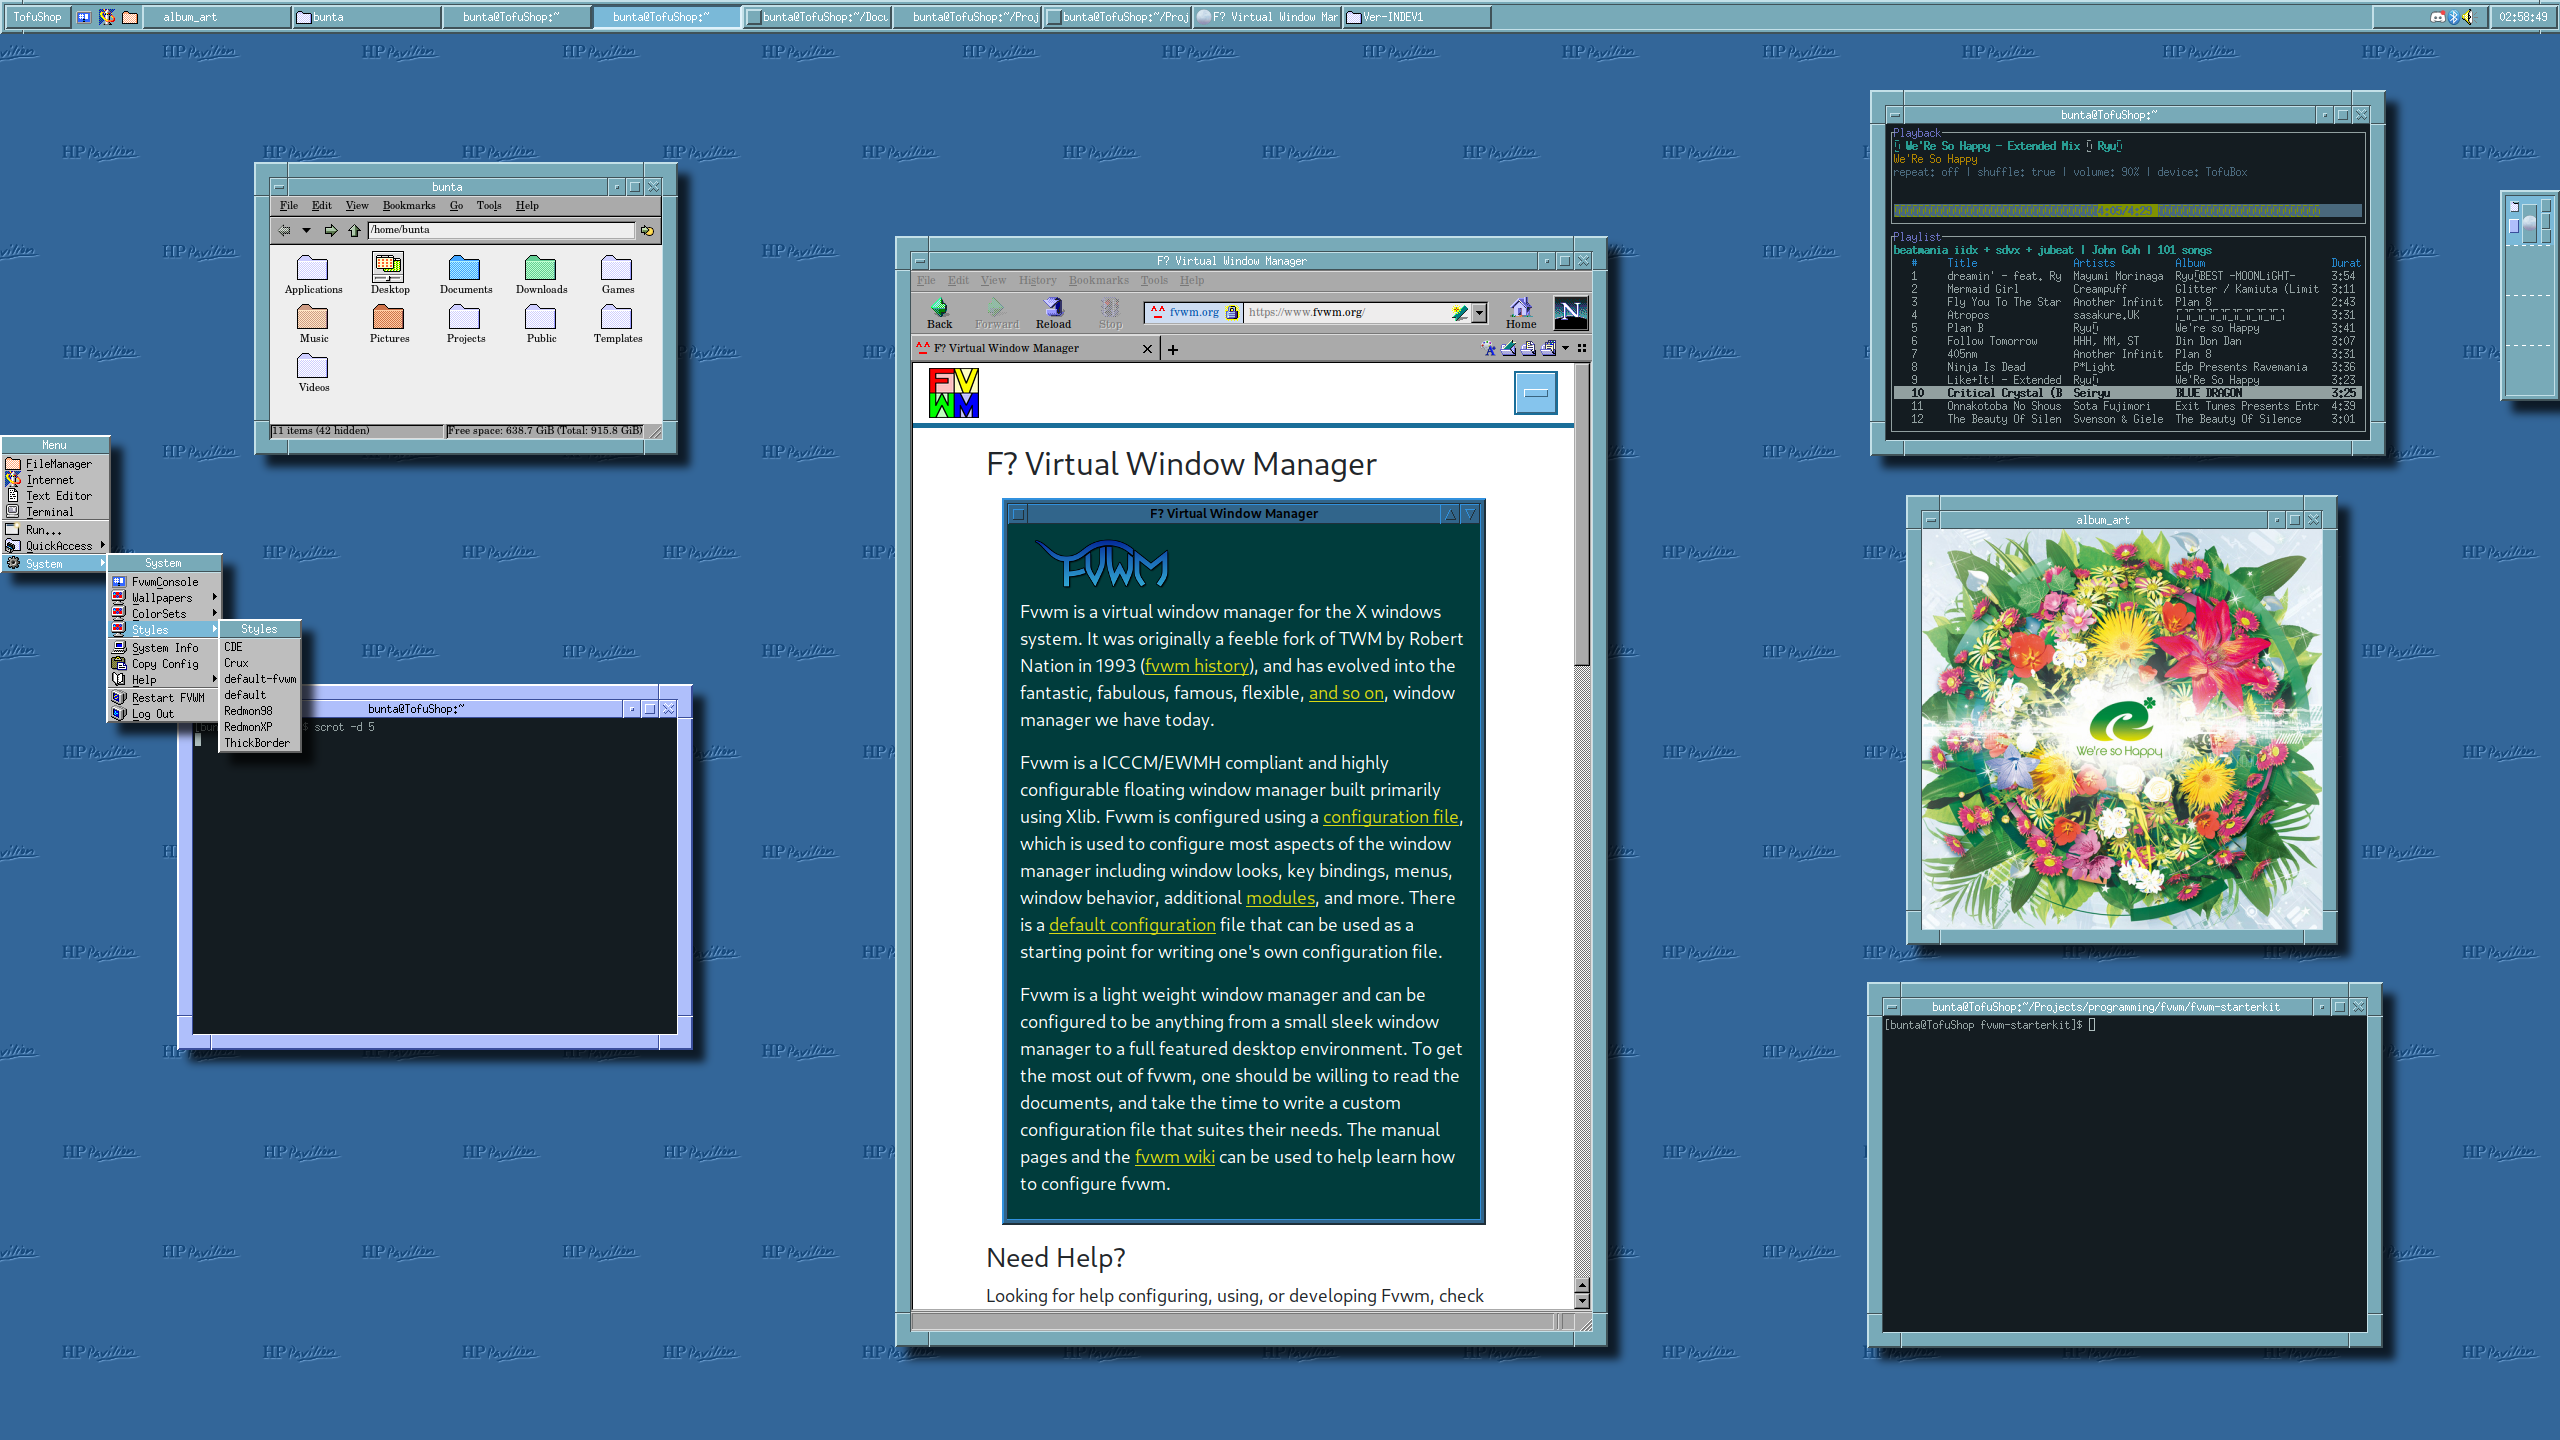 TofuShop
album_art
bunta
bunta@TofuShop:~
bunta@TofuShop:~
bunta@TofuShop:~/Docu
bunta@TofuShop:~/Proj
bunta@TofuShop:~/Proj
F? Virtual Window Mar
Ver-INDEV1
02:58:49
HP Pavilion
bunta
File Edit View Bookmarks Go Tools Help
/home/bunta
Applications Desktop Documents Downloads Games
Music Pictures Projects Public Templates
Videos
11 items (42 hidden)
Free space: 638.7 GiB (Total: 915.8 GiB)
Menu
FileManager
Internet
Text Editor
Terminal
Run...
QuickAccess
System
System
FvwmConsole
Wallpapers
ColorSets
Styles
System Info
Copy Config
Help
Restart FVWM
Log Out
Styles
CDE
Crux
default-fvwm
default
Redmon98
RedmonXP
ThickBorder
bunta@TofuShop:~
$ scrot -d 5
F? Virtual Window Manager
File Edit View History Bookmarks Tools Help
Back Forward Reload Stop
fvwm.org
https://www.fvwm.org/
Home
N
F? Virtual Window Manager
FVWM
F? Virtual Window Manager
F? Virtual Window Manager
FVWM
Fvwm is a virtual window manager for the X windows
system. It was originally a feeble fork of TWM by Robert
Nation in 1993 (fvwm history), and has evolved into the
fantastic, fabulous, famous, flexible, and so on, window
manager we have today.
Fvwm is a ICCCM/EWMH compliant and highly
configurable floating window manager built primarily
using Xlib. Fvwm is configured using a configuration file,
which is used to configure most aspects of the window
manager including window looks, key bindings, menus,
window behavior, additional modules, and more. There
is a default configuration file that can be used as a
starting point for writing one's own configuration file.
Fvwm is a light weight window manager and can be
configured to be anything from a small sleek window
manager to a full featured desktop environment. To get
the most out of fvwm, one should be willing to read the
documents, and take the time to write a custom
configuration file that suites their needs. The manual
pages and the fvwm wiki can be used to help learn how
to configure fvwm.
Need Help?
Looking for help configuring, using, or developing Fvwm, check
bunta@TofuShop:~
Playback
We'Re So Happy - Extended Mix Ryu
We'Re So Happy
repeat: off | shuffle: true | volume: 90% | device: TofuBox
4:05/4:29
Playlist
beatmania iidx + sdvx + jubeat | John Goh | 101 songs
# Title Artists Album Durat
1 dreamin' - feat. Ry Mayumi Morinaga Ryu BEST -MOONLiGHT- 3:54
2 Mermaid Girl Creampuff Glitter / Kamiuta (Limit 3:11
3 Fly You To The Star Another Infinit Plan 8 2:43
4 Atropos sasakure.UK 3:31
5 Plan B Ryu We're so Happy 3:41
6 Follow Tomorrow HHH, MM, ST Din Don Dan 3:07
7 405nm Another Infinit Plan 8 3:31
8 Ninja Is Dead P*Light Edp Presents Ravemania 3:36
9 Like+It! - Extended Ryu We'Re So Happy 3:23
10 Critical Crystal (B Seiryu BLUE DRAGON 3:25
11 Onnakotoba No Shous Sota Fujimori Exit Tunes Presents Entr 4:39
12 The Beauty Of Silen Svenson & Giele The Beauty Of Silence 3:01
album_art
We're so Happy
bunta@TofuShop:~/Projects/programming/fvwm/fvwm-starterkit
[bunta@TofuShop fvwm-starterkit]$